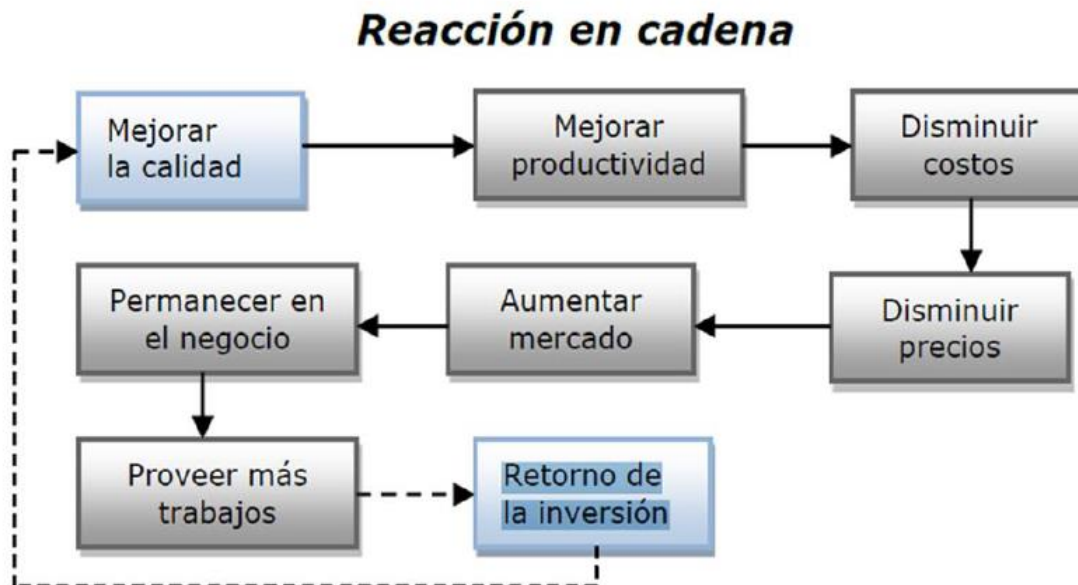 Reacción en cadena
Mejorar
la calidad
Mejorar
productividad
Disminuir
costos
Disminuir
precios
Aumentar
mercado
Permanecer en
el negocio
Proveer más
trabajos
Retorno de
la inversión